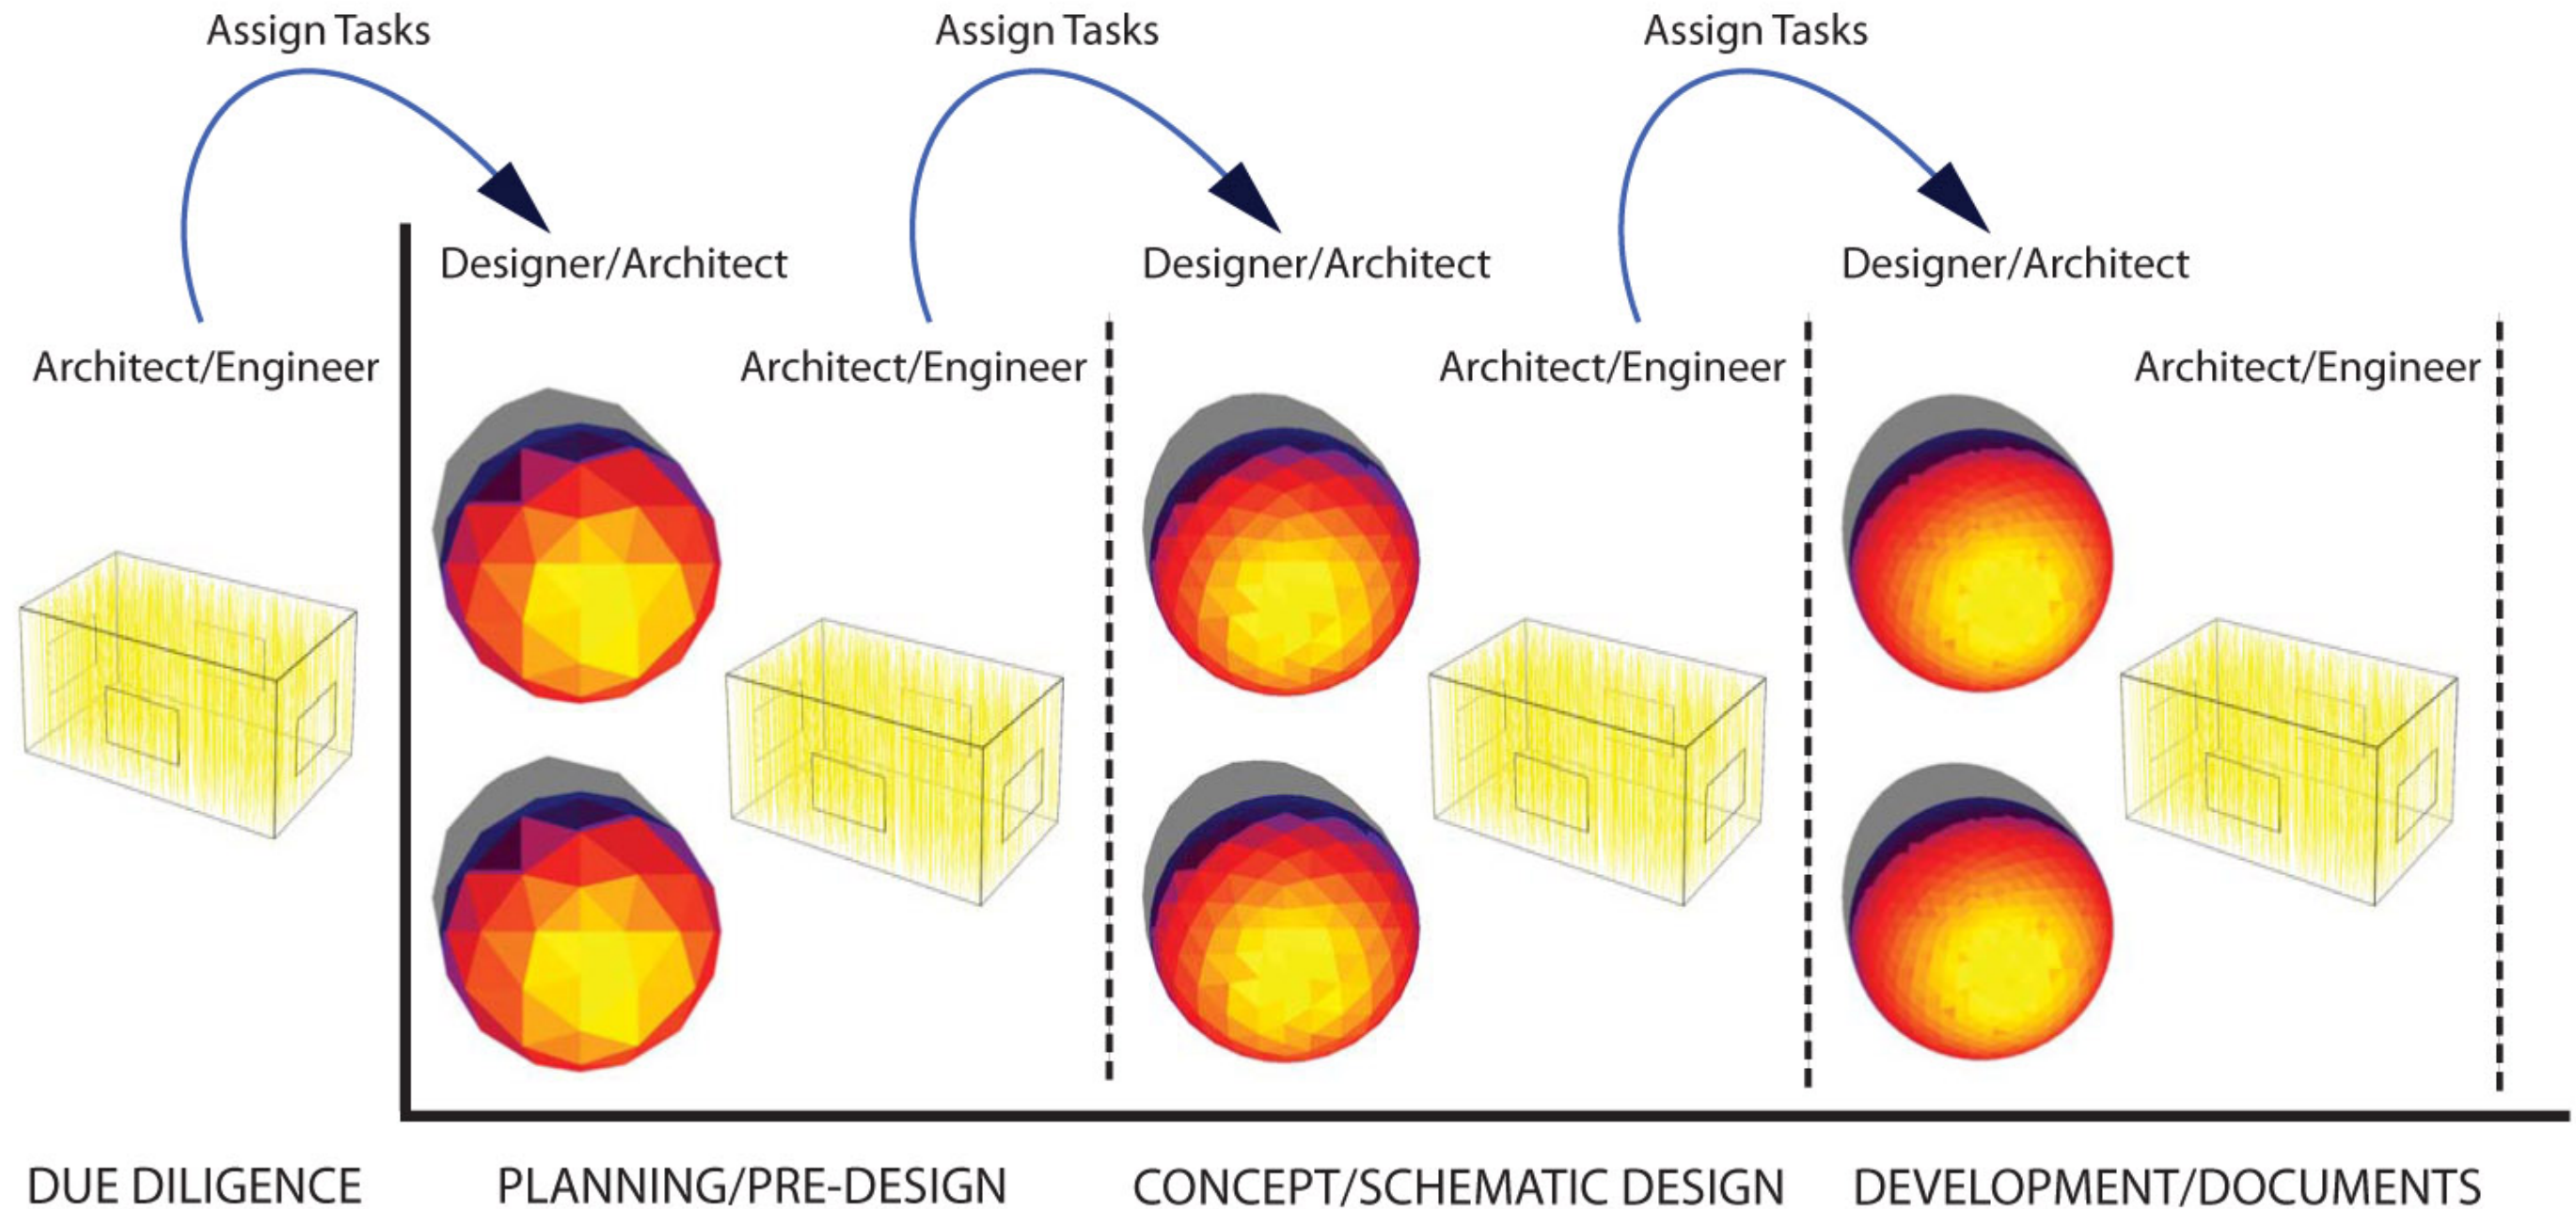 Assign Tasks
Assign Tasks
Assign Tasks
Designer/Architect
Designer/Architect
Designer/Architect
Architect/Engineer
Architect/Engineer
Architect/Engineer
Architect/Engineer
DUE DILIGENCE
PLANNING/PRE-DESIGN
CONCEPT/SCHEMATIC DESIGN
DEVELOPMENT/DOCUMENTS